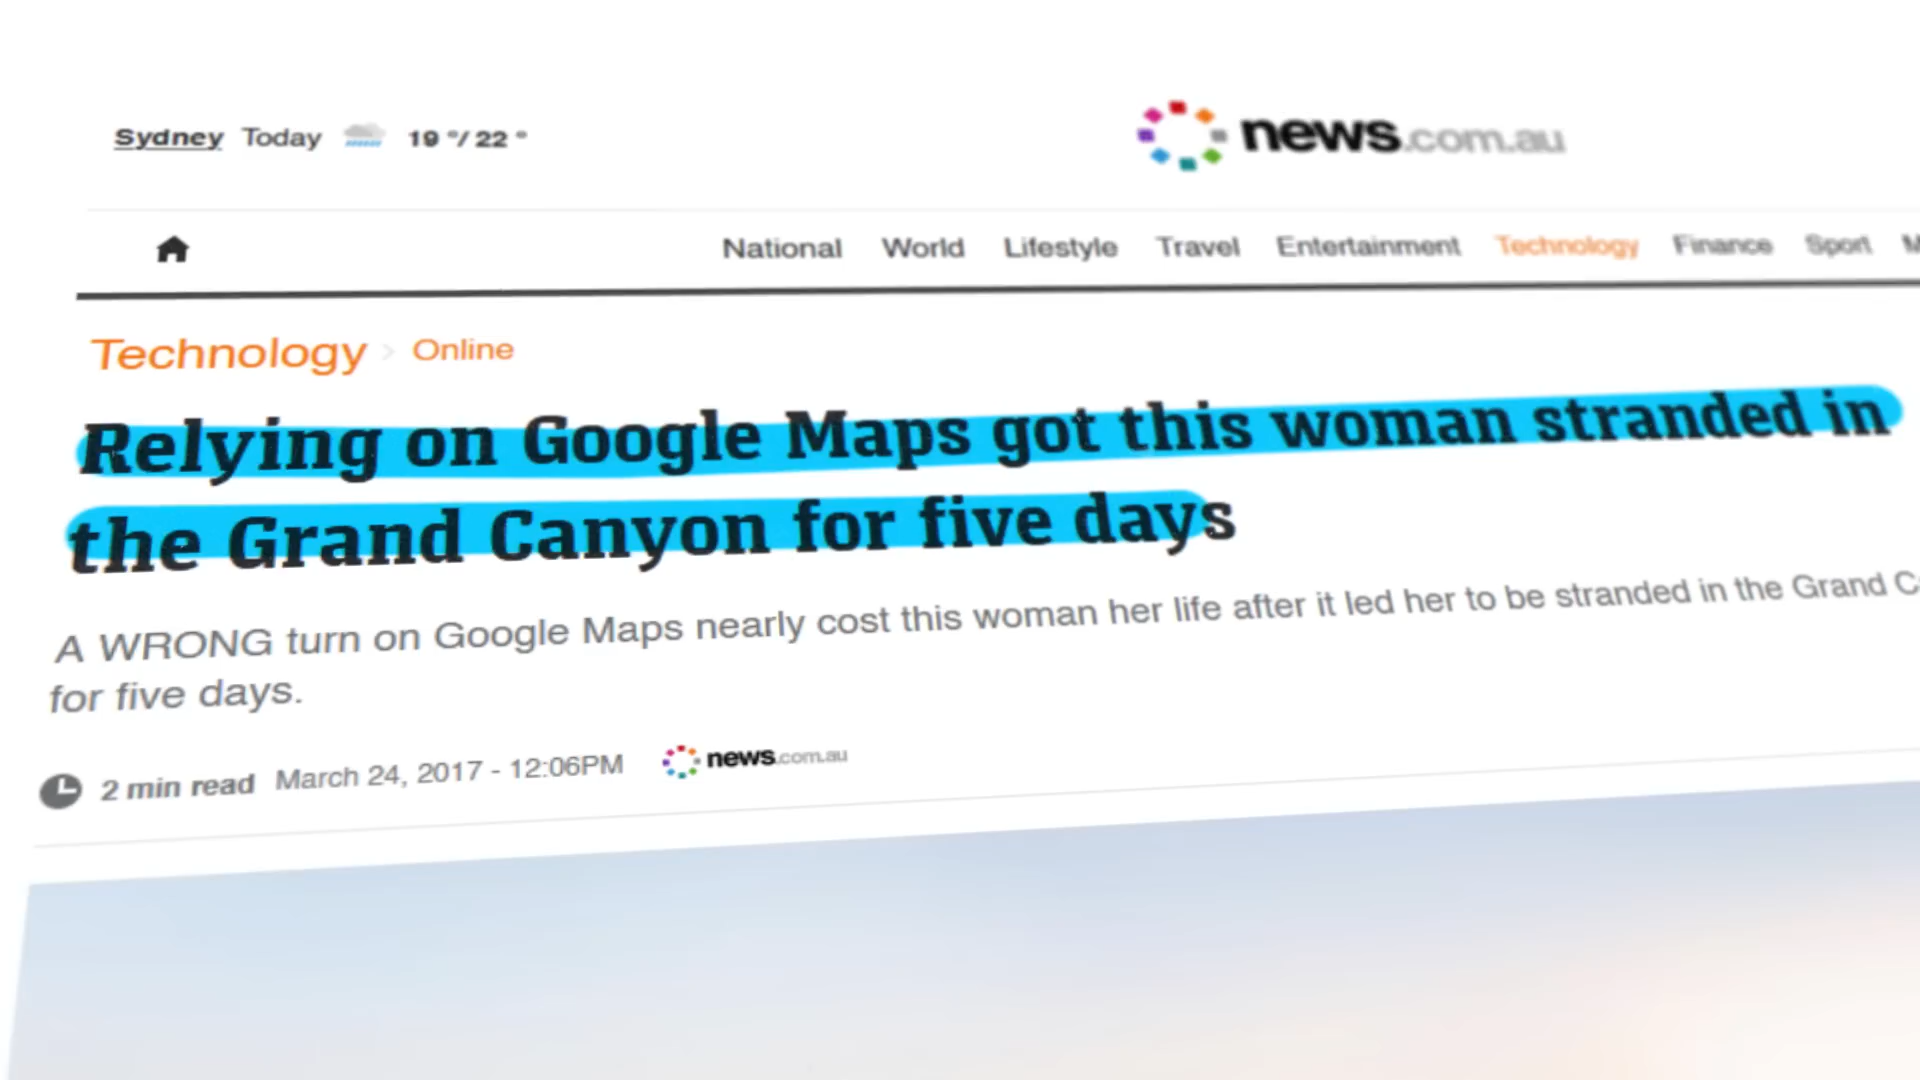 Sydney Today 19 °/ 22 °
news.com.au
National World Lifestyle Travel Entertainment Technology Finance Sport
Technology > Online
Relying on Google Maps got this woman stranded in
the Grand Canyon for five days
A WRONG turn on Google Maps nearly cost this woman her life after it led her to be stranded in the Grand
for five days.
2 min read March 24, 2017 - 12:06PM news.com.au